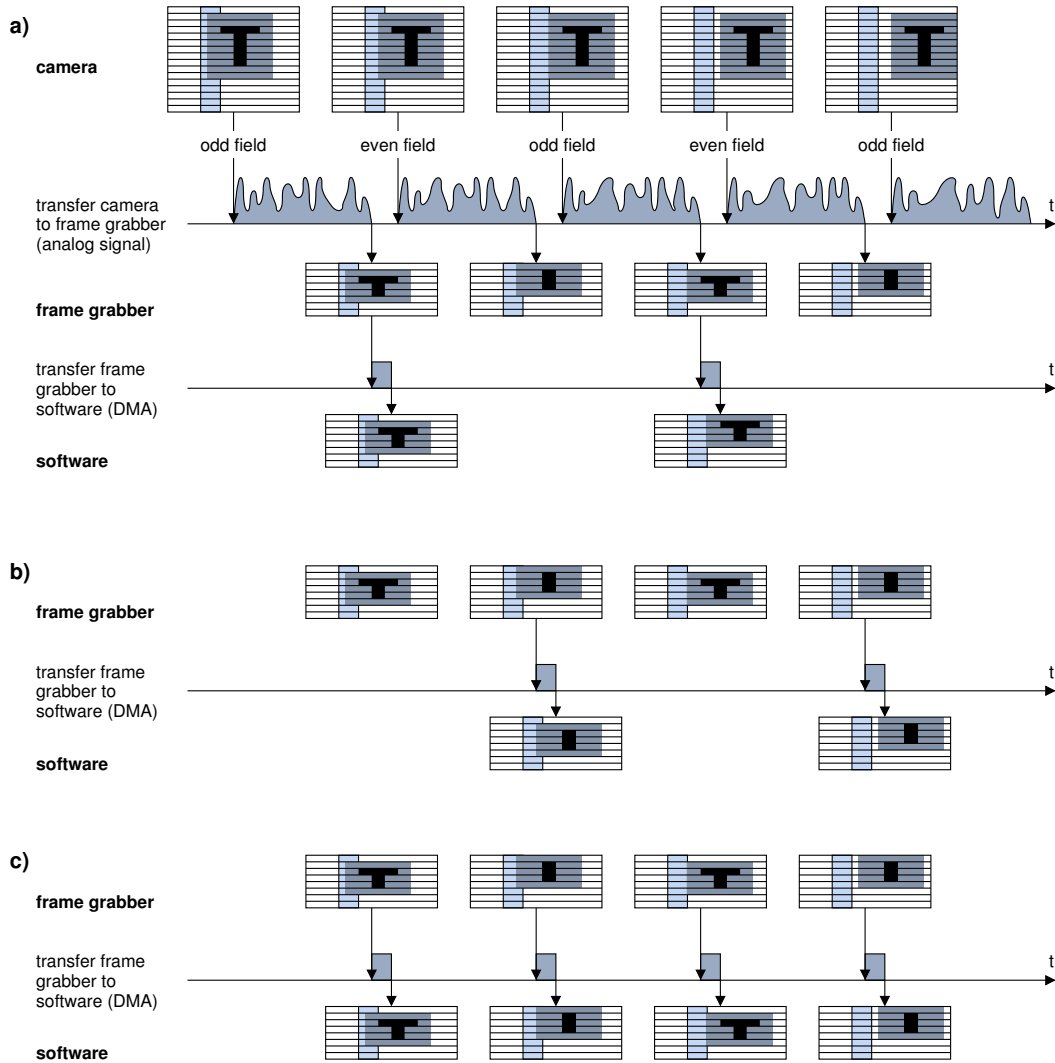 a)
camera
odd field
even field
odd field
even field
odd field
transfer camera
to frame grabber
(analog signal)
t
frame grabber
transfer frame
grabber to
software (DMA)
t
software
b)
frame grabber
transfer frame
grabber to
software (DMA)
t
software
c)
frame grabber
transfer frame
grabber to
software (DMA)
t
software